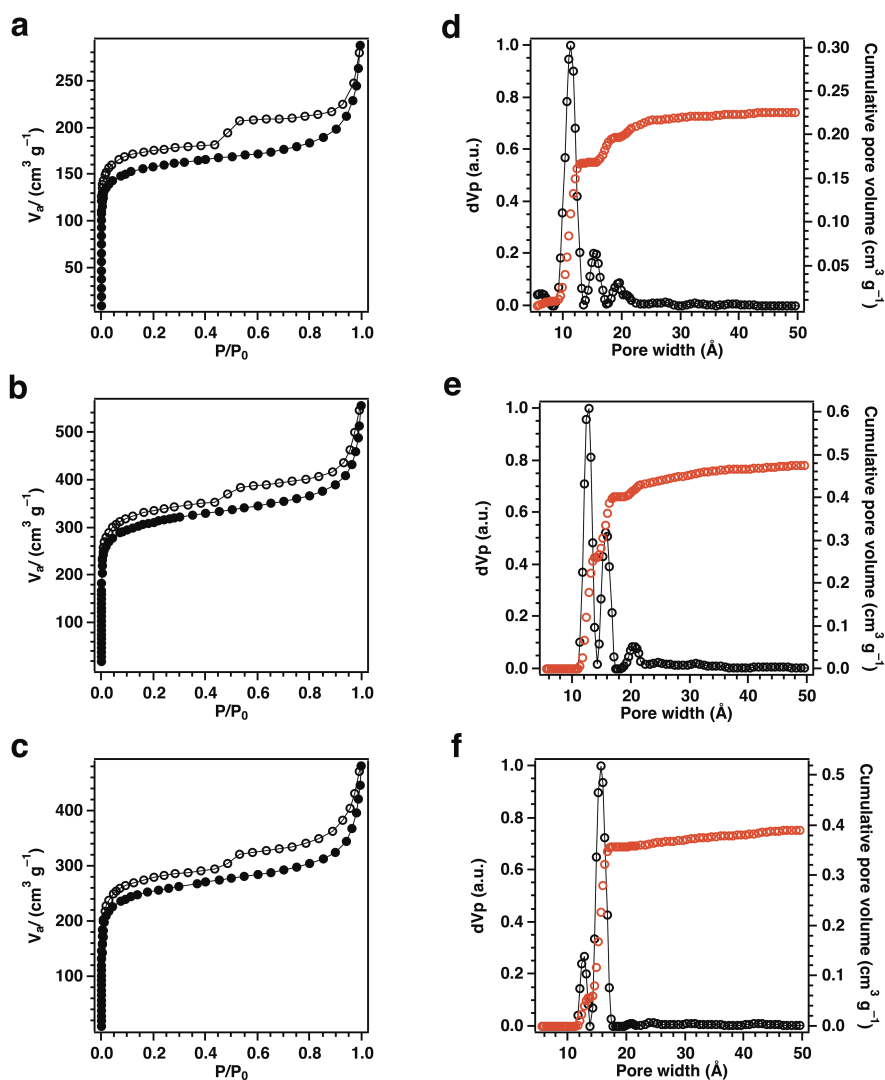 a
250
200
150
100
50
Va/ (cm3 g–1)
0.0 0.2 0.4 0.6 0.8 1.0
P/P0
d
1.0
0.8
0.6
0.4
0.2
0.0
dVp (a.u.)
0.30
0.25
0.20
0.15
0.10
0.05
Cumulative pore volume (cm3 g–1)
10 20 30 40 50
Pore width (Å)
b
500
400
300
200
100
Va/ (cm3 g–1)
0.0 0.2 0.4 0.6 0.8 1.0
P/P0
e
1.0
0.8
0.6
0.4
0.2
0.0
dVp (a.u.)
0.6
0.5
0.4
0.3
0.2
0.1
0.0
Cumulative pore volume (cm3 g–1)
10 20 30 40 50
Pore width (Å)
c
400
300
200
100
Va/ (cm3 g–1)
0.0 0.2 0.4 0.6 0.8 1.0
P/P0
f
1.0
0.8
0.6
0.4
0.2
0.0
dVp (a.u.)
0.5
0.4
0.3
0.2
0.1
0.0
Cumulative pore volume (cm3 g–1)
10 20 30 40 50
Pore width (Å)